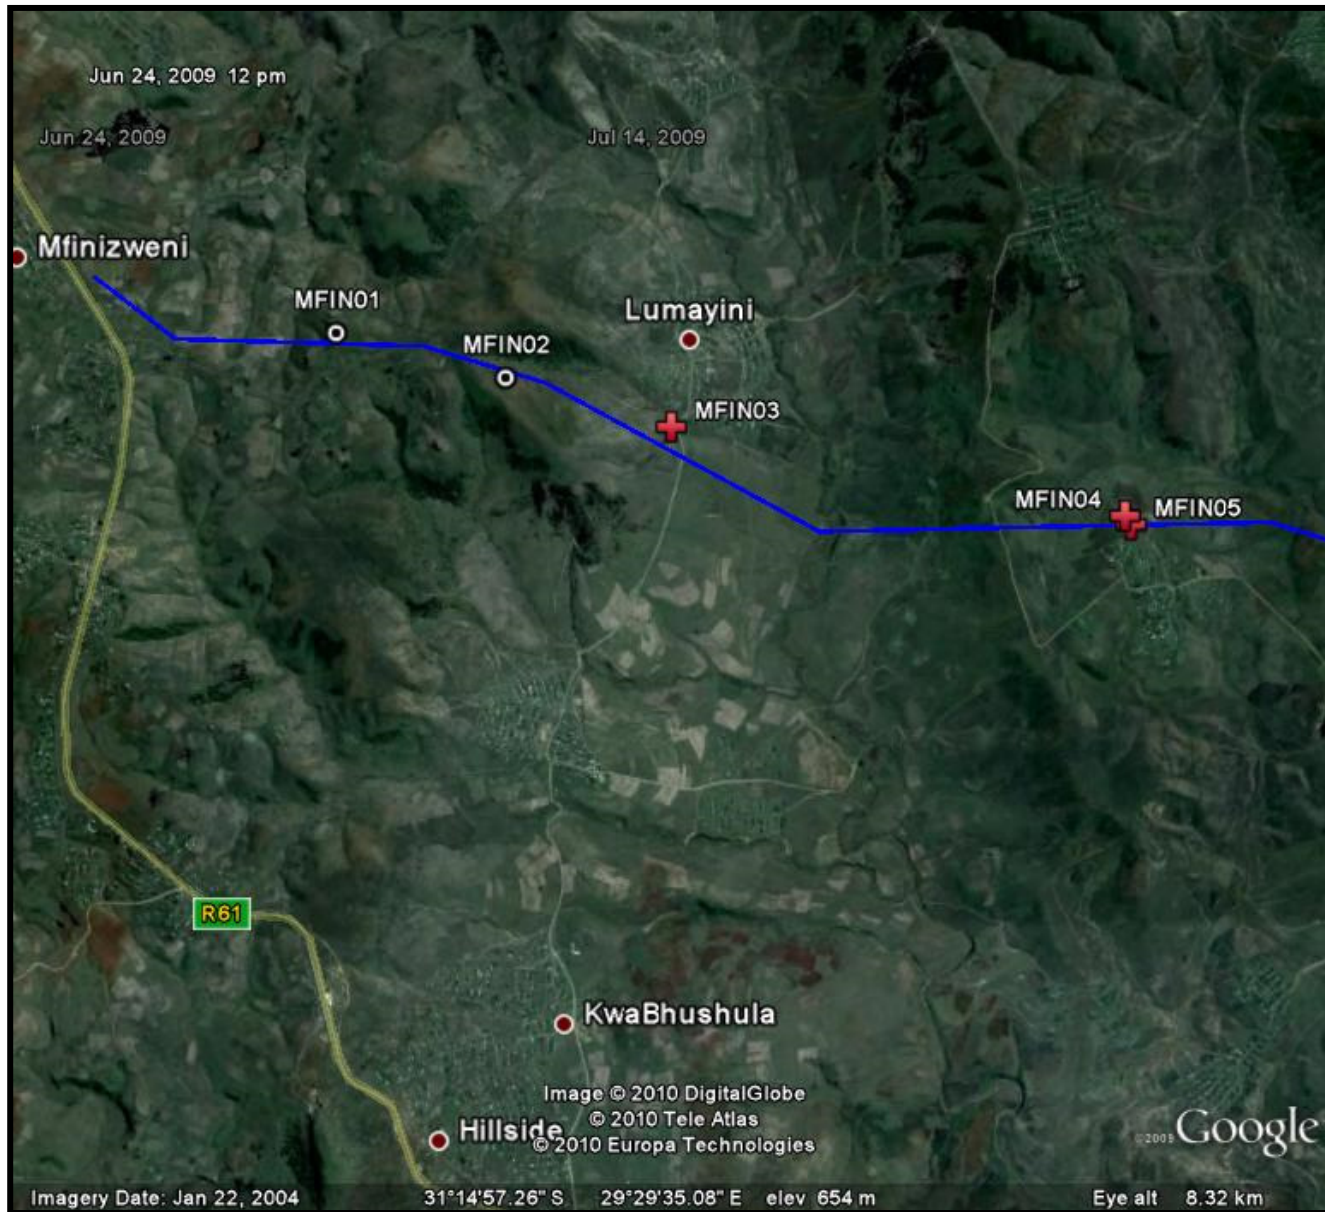 Jun 24, 2009 12 pm
Jun 24, 2009
Jul 14, 2009
Mfinizweni
MFIN01
Lumayini
MFIN02
MFIN03
MFIN04
MFIN05
R61
KwaBhushula
Image © 2010 DigitalGlobe
© 2010 Tele Atlas
Hillside
© 2010 Europa Technologies
©2009 Google
Imagery Date: Jan 22, 2004 31°14'57.26" S 29°29'35.08" E elev 654 m Eye alt 8.32 km